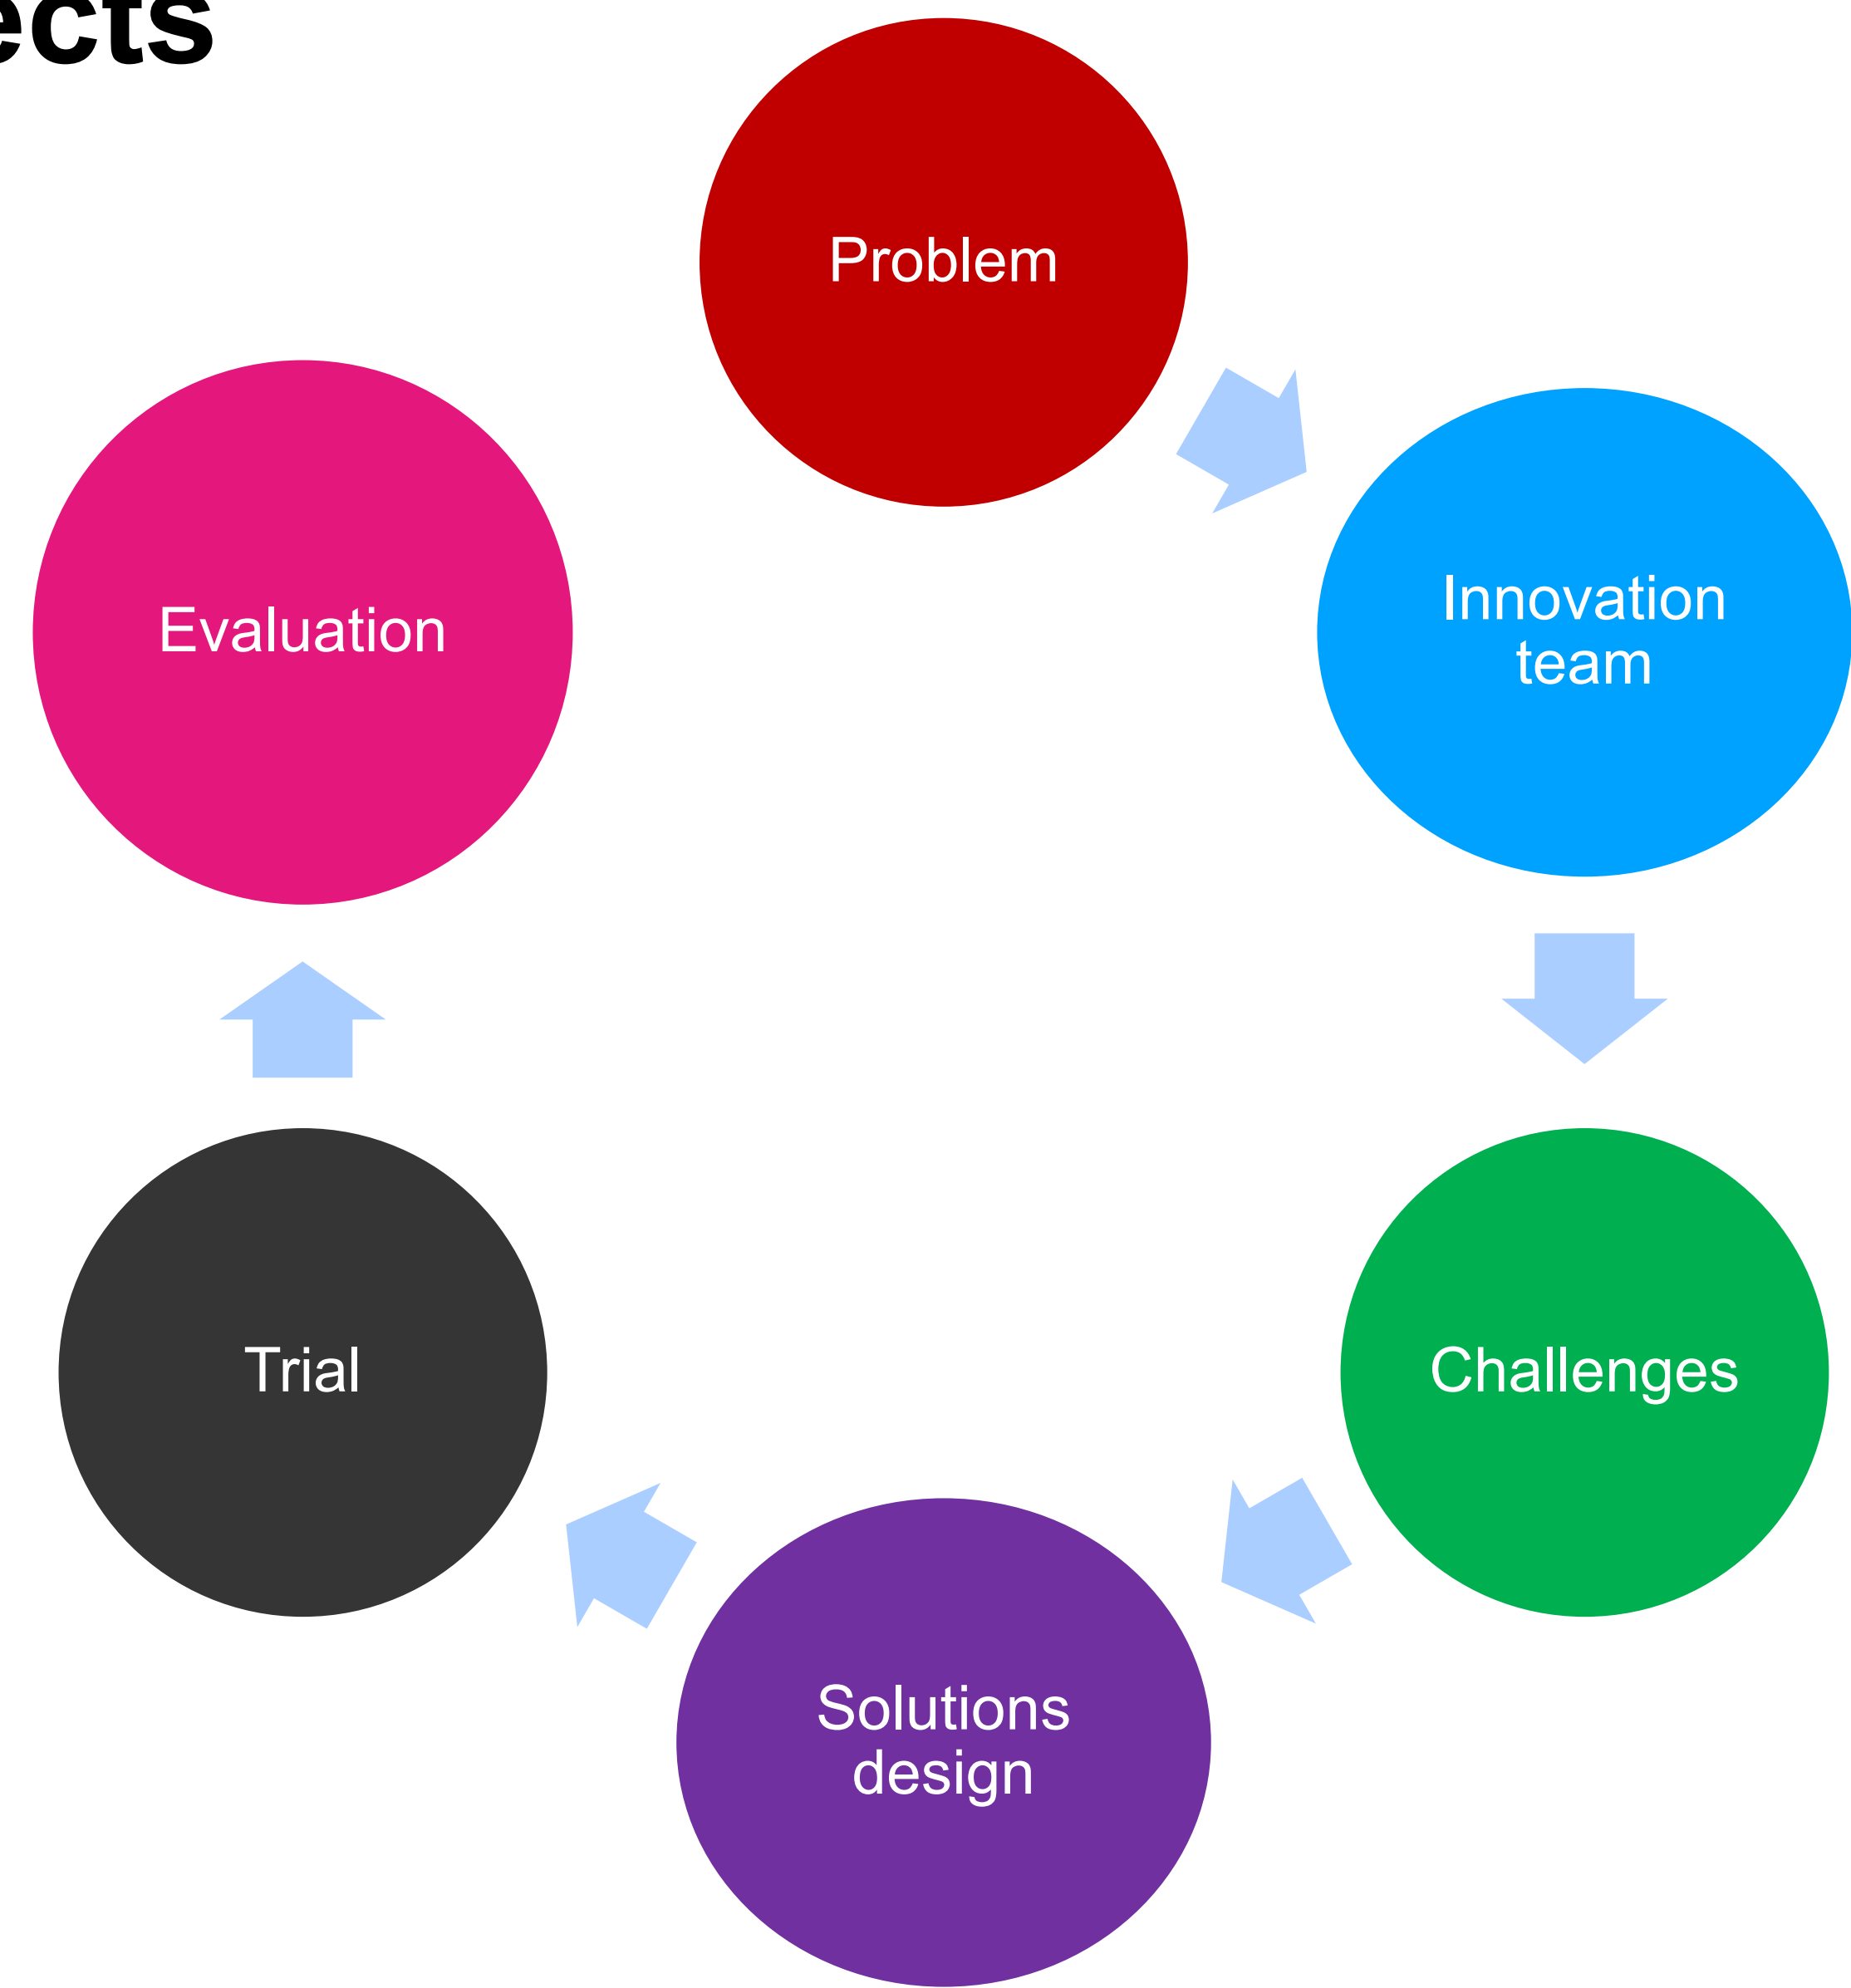 ects
Problem
Innovation
team
Challenges
Solutions
design
Trial
Evaluation